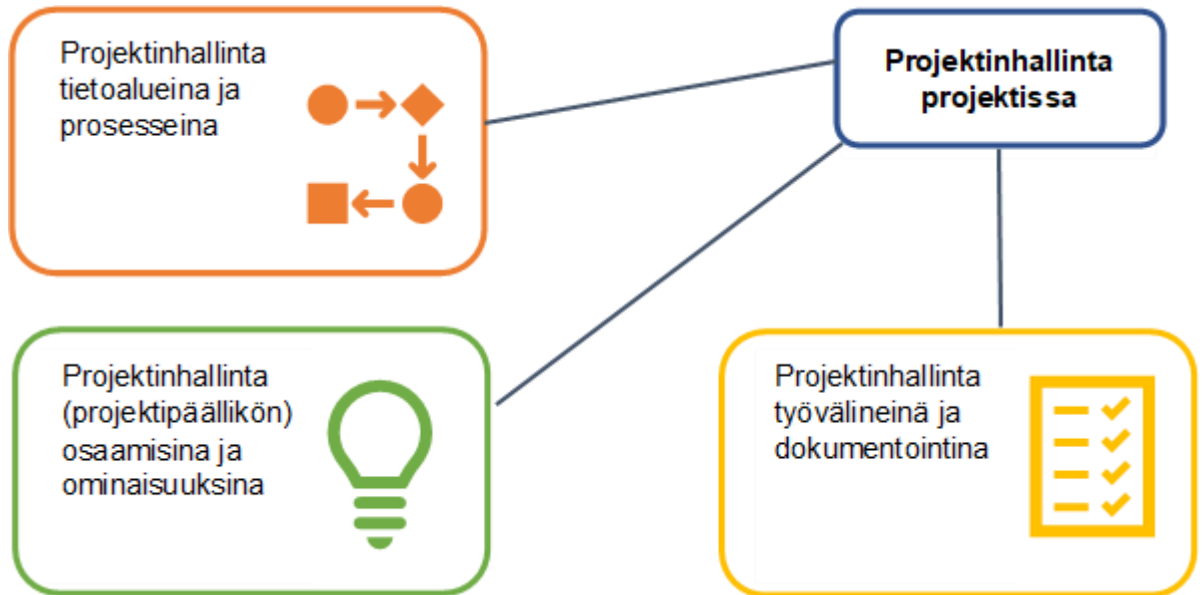 Projektinhallinta
tietoalueina ja
prosesseina
Projektinhallinta
projektissa
Projektinhallinta
(projektipäällikön)
osaamisina ja
ominaisuuksina
Projektinhallinta
työvälineinä ja
dokumentointina